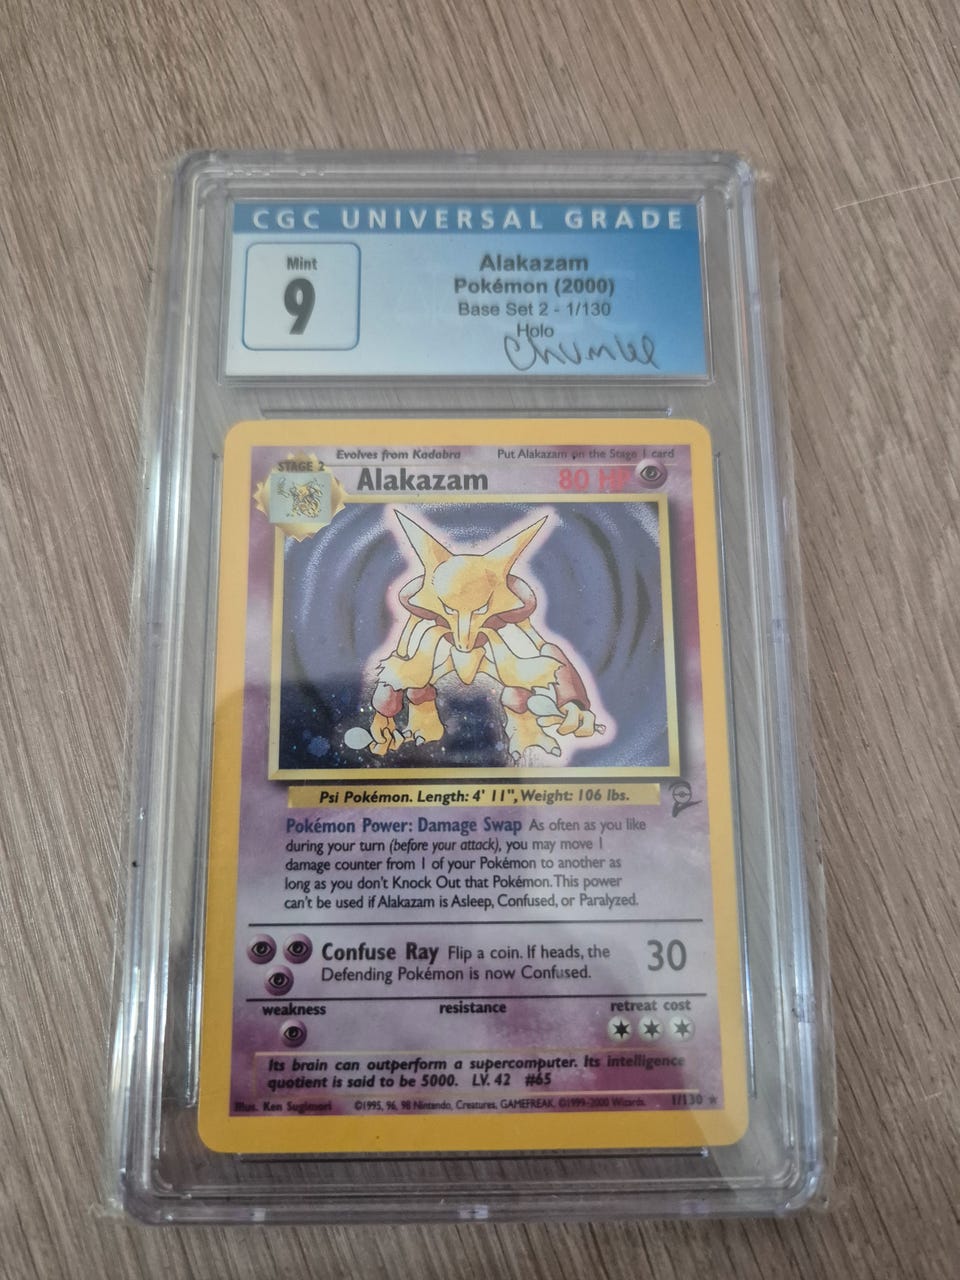 CGC UNIVERSAL GRADE
Mint
9
Alakazam
Pokémon (2000)
Base Set 2 - 1/130
Holo
Evolves from Kadabra
Put Alakazam on the Stage 1 card
STAGE 2
Alakazam
80 HP
Psi Pokémon. Length: 4' 11", Weight: 106 lbs.
Pokémon Power: Damage Swap As often as you like
during your turn (before your attack), you may move 1
damage counter from 1 of your Pokémon to another as
long as you don't Knock Out that Pokémon. This power
can't be used if Alakazam is Asleep, Confused, or Paralyzed.
Confuse Ray Flip a coin. If heads, the
Defending Pokémon is now Confused.
30
weakness
resistance
retreat cost
Its brain can outperform a supercomputer. Its intelligence
quotient is said to be 5000. LV. 42 #65
Illus. Ken Sugimori
©1995, 96, 98 Nintendo, Creatures, GAMEFREAK. ©1999-2000 Wizards.
1/130 ★